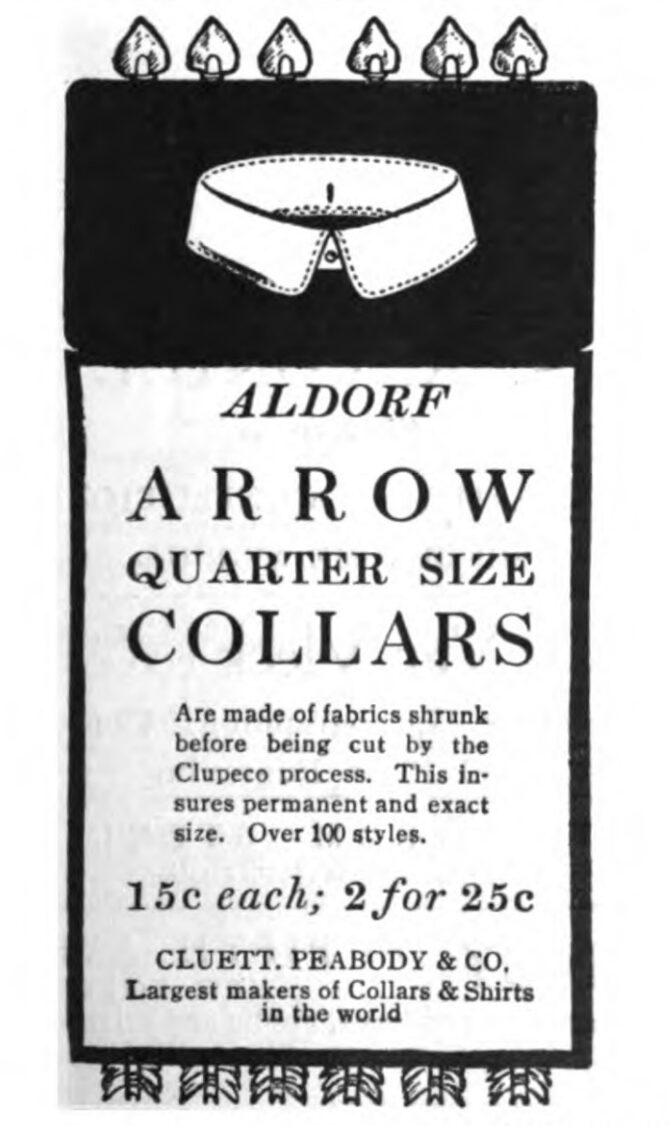 ALDORF
ARROW
QUARTER SIZE
COLLARS
Are made of fabrics shrunk
before being cut by the
Clupeco process. This in-
sures permanent and exact
size. Over 100 styles.
15c each; 2 for 25c
CLUETT. PEABODY & CO.
Largest makers of Collars & Shirts
in the world